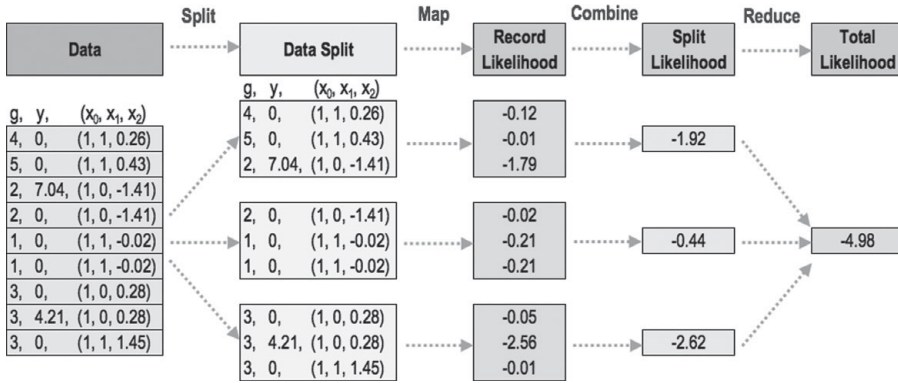 Split
Map
Combine
Reduce
Data
Data Split
Record
Likelihood
Split
Likelihood
Total
Likelihood
g, y, (x₀, x₁, x₂)
4, 0, (1, 1, 0.26)
5, 0, (1, 1, 0.43)
2, 7.04, (1, 0, -1.41)
2, 0, (1, 0, -1.41)
1, 0, (1, 1, -0.02)
1, 0, (1, 1, -0.02)
3, 0, (1, 0, 0.28)
3, 4.21, (1, 0, 0.28)
3, 0, (1, 1, 1.45)
g, y, (x₀, x₁, x₂)
4, 0, (1, 1, 0.26)
5, 0, (1, 1, 0.43)
2, 7.04, (1, 0, -1.41)
2, 0, (1, 0, -1.41)
1, 0, (1, 1, -0.02)
1, 0, (1, 1, -0.02)
3, 0, (1, 0, 0.28)
3, 4.21, (1, 0, 0.28)
3, 0, (1, 1, 1.45)
-0.12
-0.01
-1.79
-0.02
-0.21
-0.21
-0.05
-2.56
-0.01
-1.92
-0.44
-2.62
-4.98